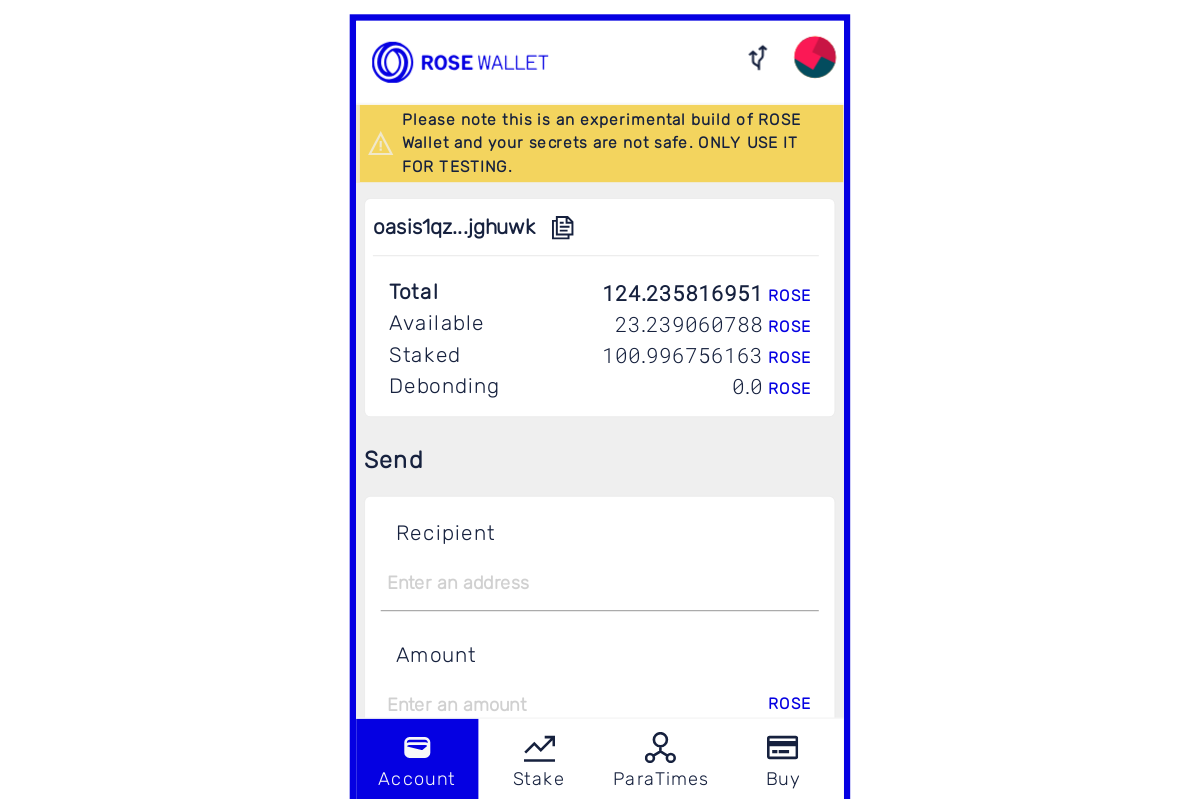 ROSE WALLET
Please note this is an experimental build of ROSE
Wallet and your secrets are not safe. ONLY USE IT
FOR TESTING.
oasis1qz...jghuwk
Total 124.235816951 ROSE
Available 23.239060788 ROSE
Staked 100.996756163 ROSE
Debonding 0.0 ROSE
Send
Recipient
Enter an address
Amount
Enter an amount ROSE
Account Stake ParaTimes Buy